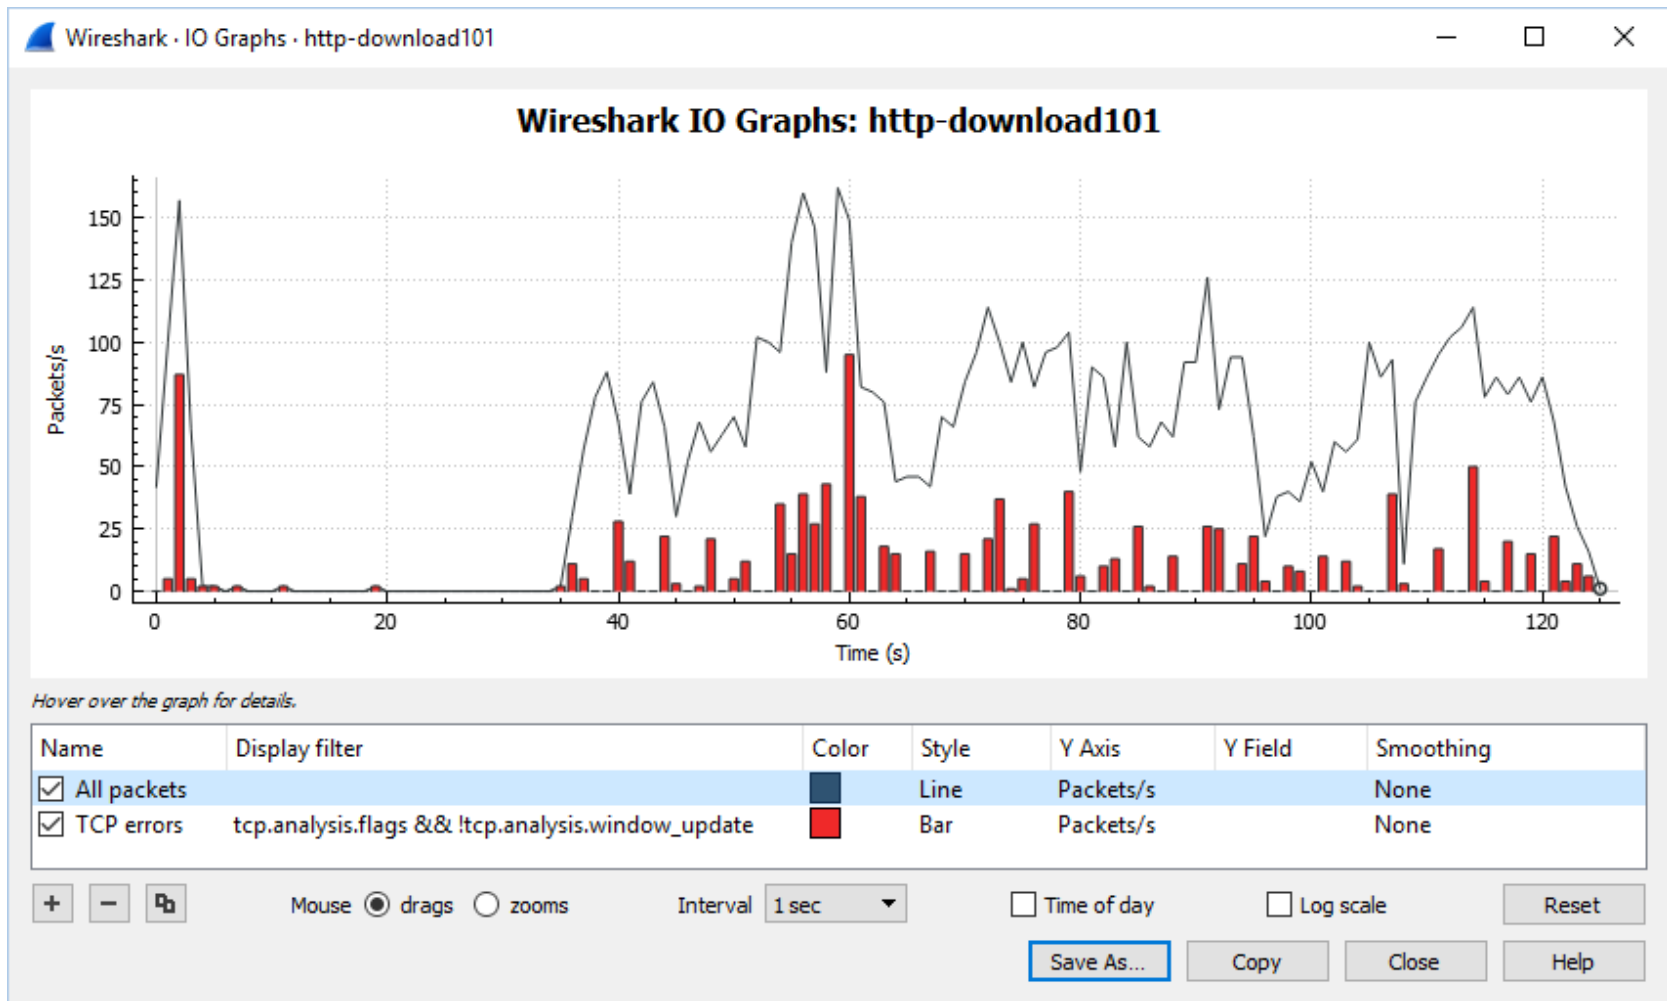 Wireshark · IO Graphs · http-download101
Wireshark IO Graphs: http-download101
Packets/s
150
125
100
75
50
25
0
0 20 40 60 80 100 120
Time (s)
Hover over the graph for details.
Name Display filter Color Style Y Axis Y Field Smoothing
All packets Line Packets/s None
TCP errors tcp.analysis.flags && !tcp.analysis.window_update Bar Packets/s None
Mouse drags zooms Interval 1 sec Time of day Log scale Reset
Save As... Copy Close Help